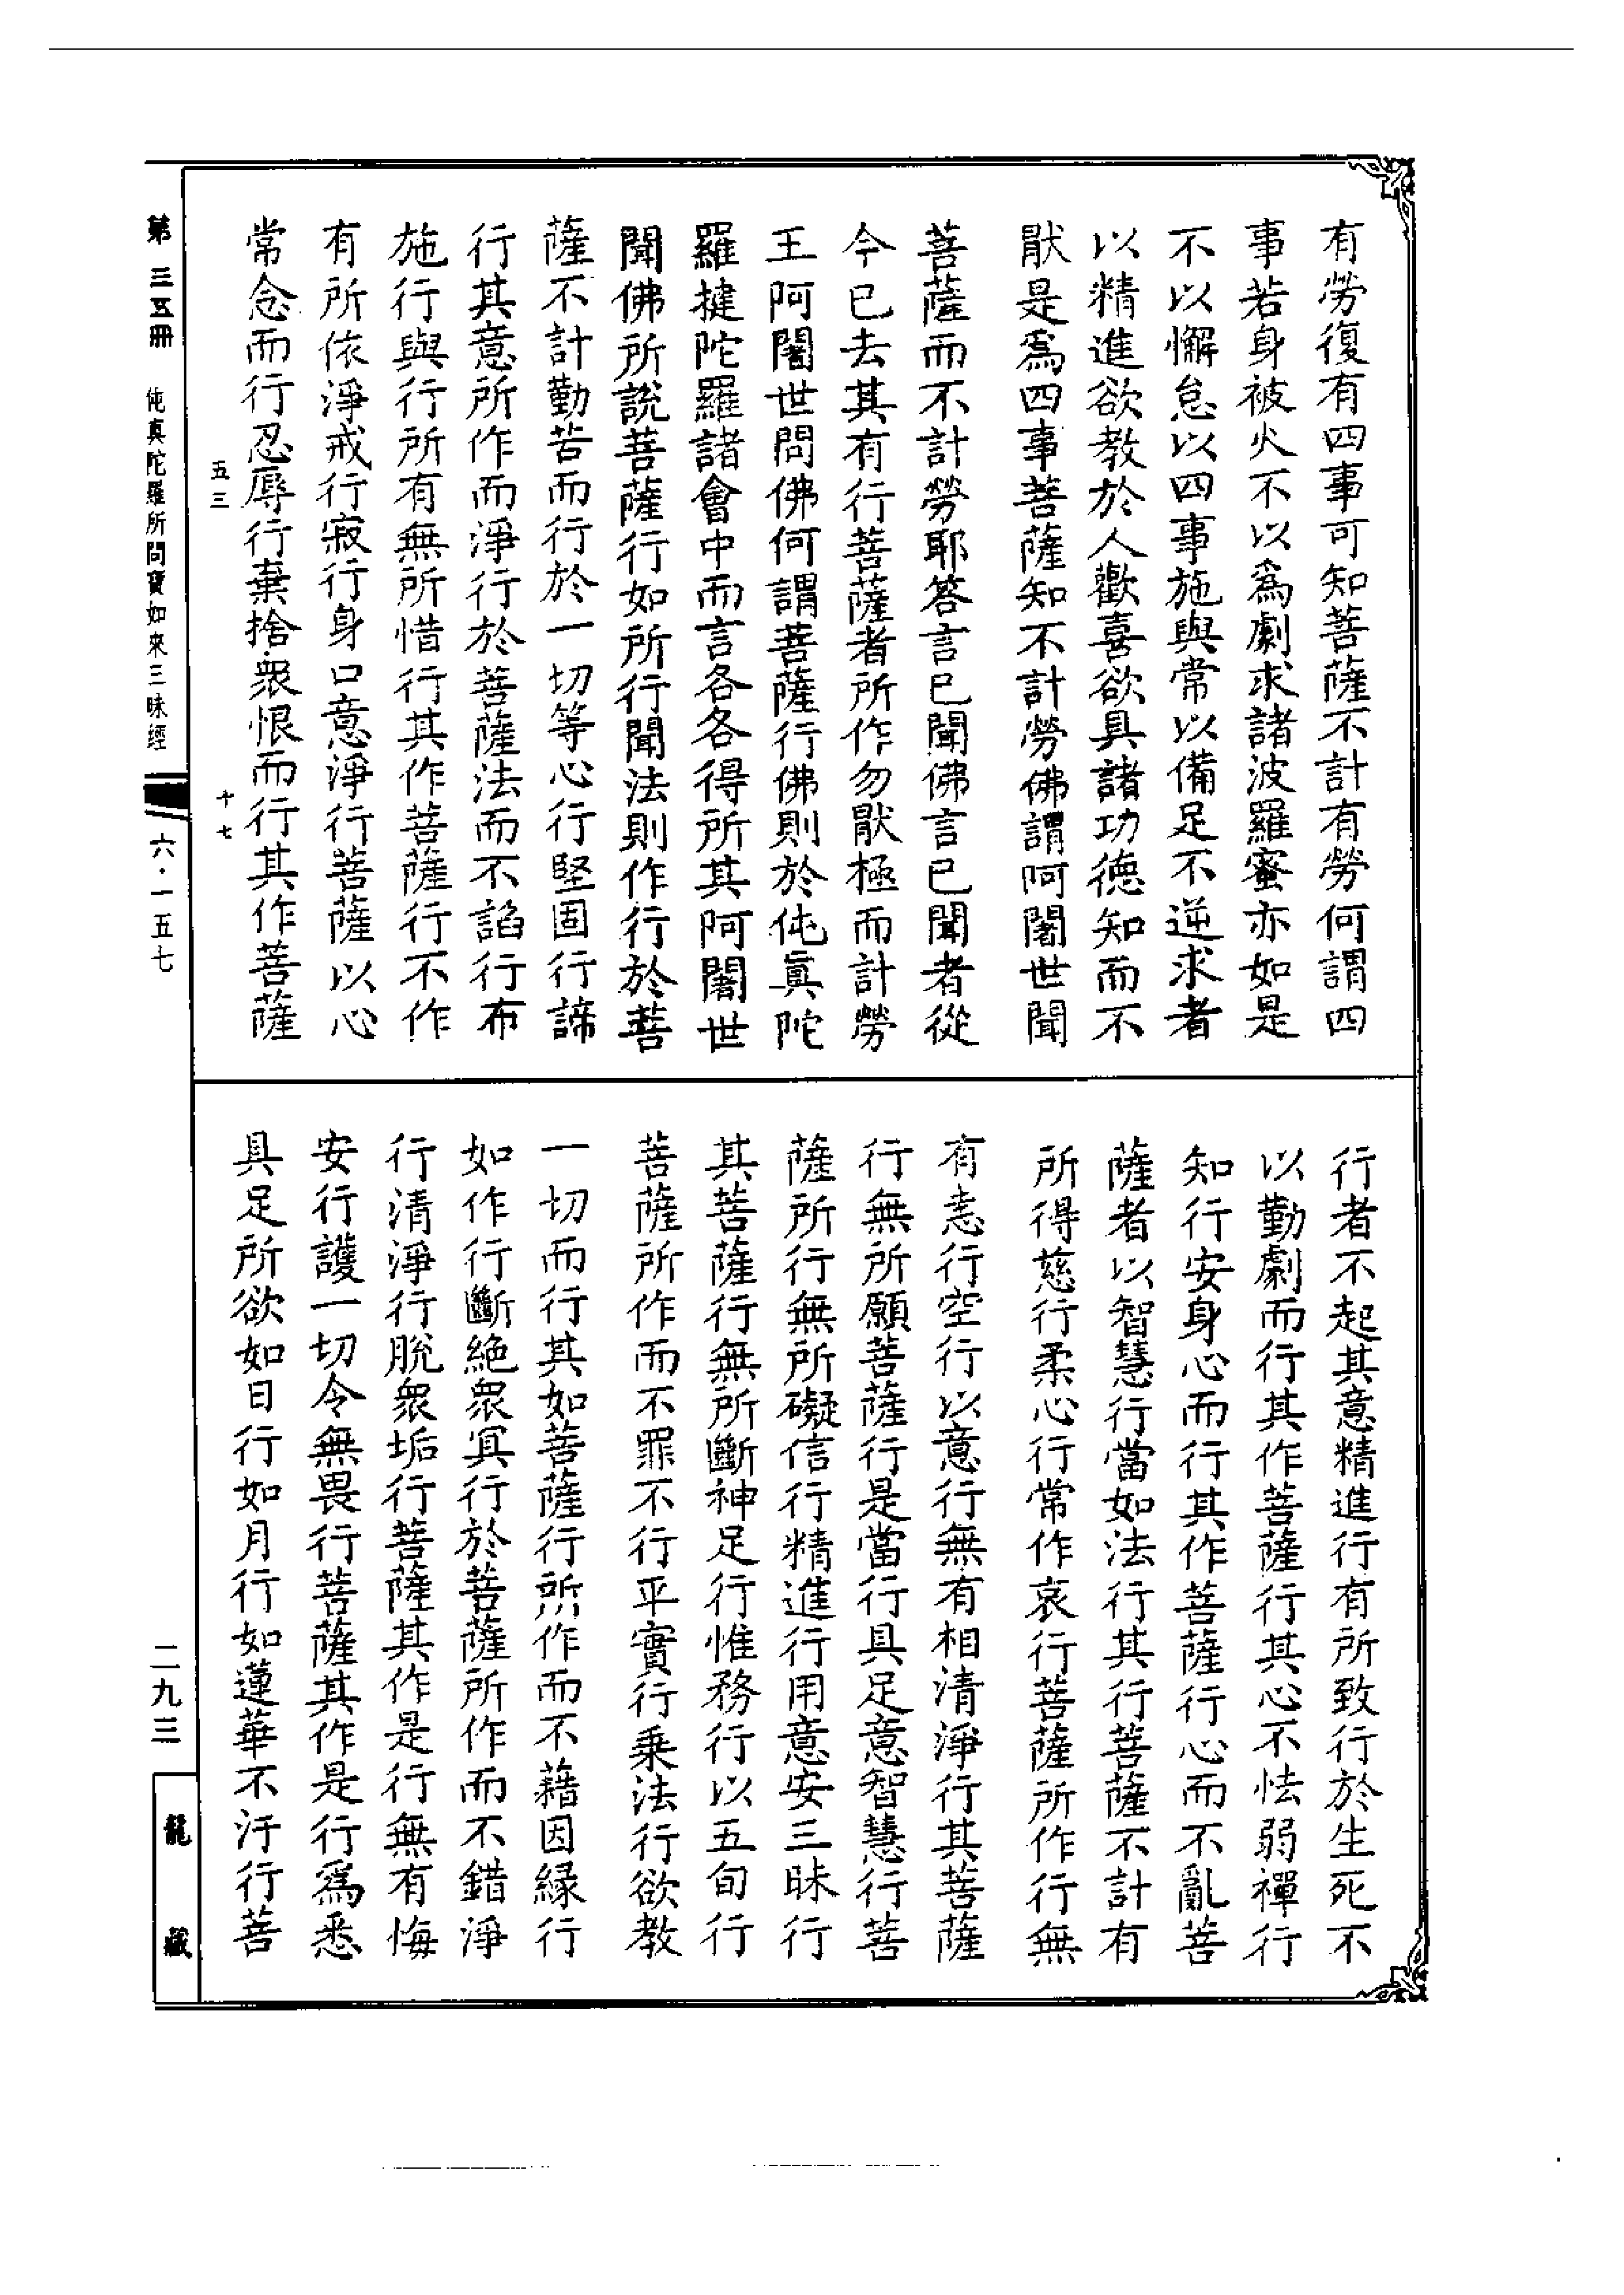 有勞復有四事可知菩薩不計有勞何謂四
事若身被火不以為劇求諸波羅蜜亦如是
不以懈怠以四事施與常以備足不逆求者
以精進欲教於人歡喜欲具諸功德知而不
猒是為四事菩薩知不計勞佛謂阿闍世聞
菩薩而不計勞耶答言已聞佛言已聞者從
今已去其有行菩薩者所作勿猒極而計勞
王阿闍世問佛何謂菩薩行佛則於伅真陀
羅揵陀羅諸會中而言各各得所其阿闍世
聞佛所說菩薩行如所行聞法則作行於菩
薩不計勤苦而行於一切等心行堅固行諦
行其意所作而淨行於菩薩法而不諂行布
施行與行所有無所惜行其作菩薩行不作
有所依淨戒行寂行身口意淨行菩薩以心
常念而行忍辱行棄捨衆恨而行其作菩薩
行者不起其意精進行有所致行於生死不
以勤劇而行其作菩薩行其心不怯弱禪行
知行安身心而行其作菩薩行心而不亂菩
薩者以智慧行當如法行其行菩薩不計有
所得慈行柔心行常作哀行菩薩所作行無
有恚行空行以意行無有相清淨行其菩薩
行無所願菩薩行是當行具足意智慧行菩
薩所行無所礙信行精進行用意安三昧行
其菩薩行無所斷神足行惟務行以五旬行
菩薩所作而不罪不行平實行乘法行欲教
一切而行其如菩薩行所作而不藉因緣行
如作行斷絕衆冥行於菩薩所作而不錯淨
行清淨行脫衆垢行菩薩其作是行無有悔
安行護一切令無畏行菩薩其作是行為悉
具足所欲如日行如月行如蓮華不汙行菩
五三
十七
第三五冊
伅真陀羅所問寶如來三昧經
六·一五七
二九三
龍藏